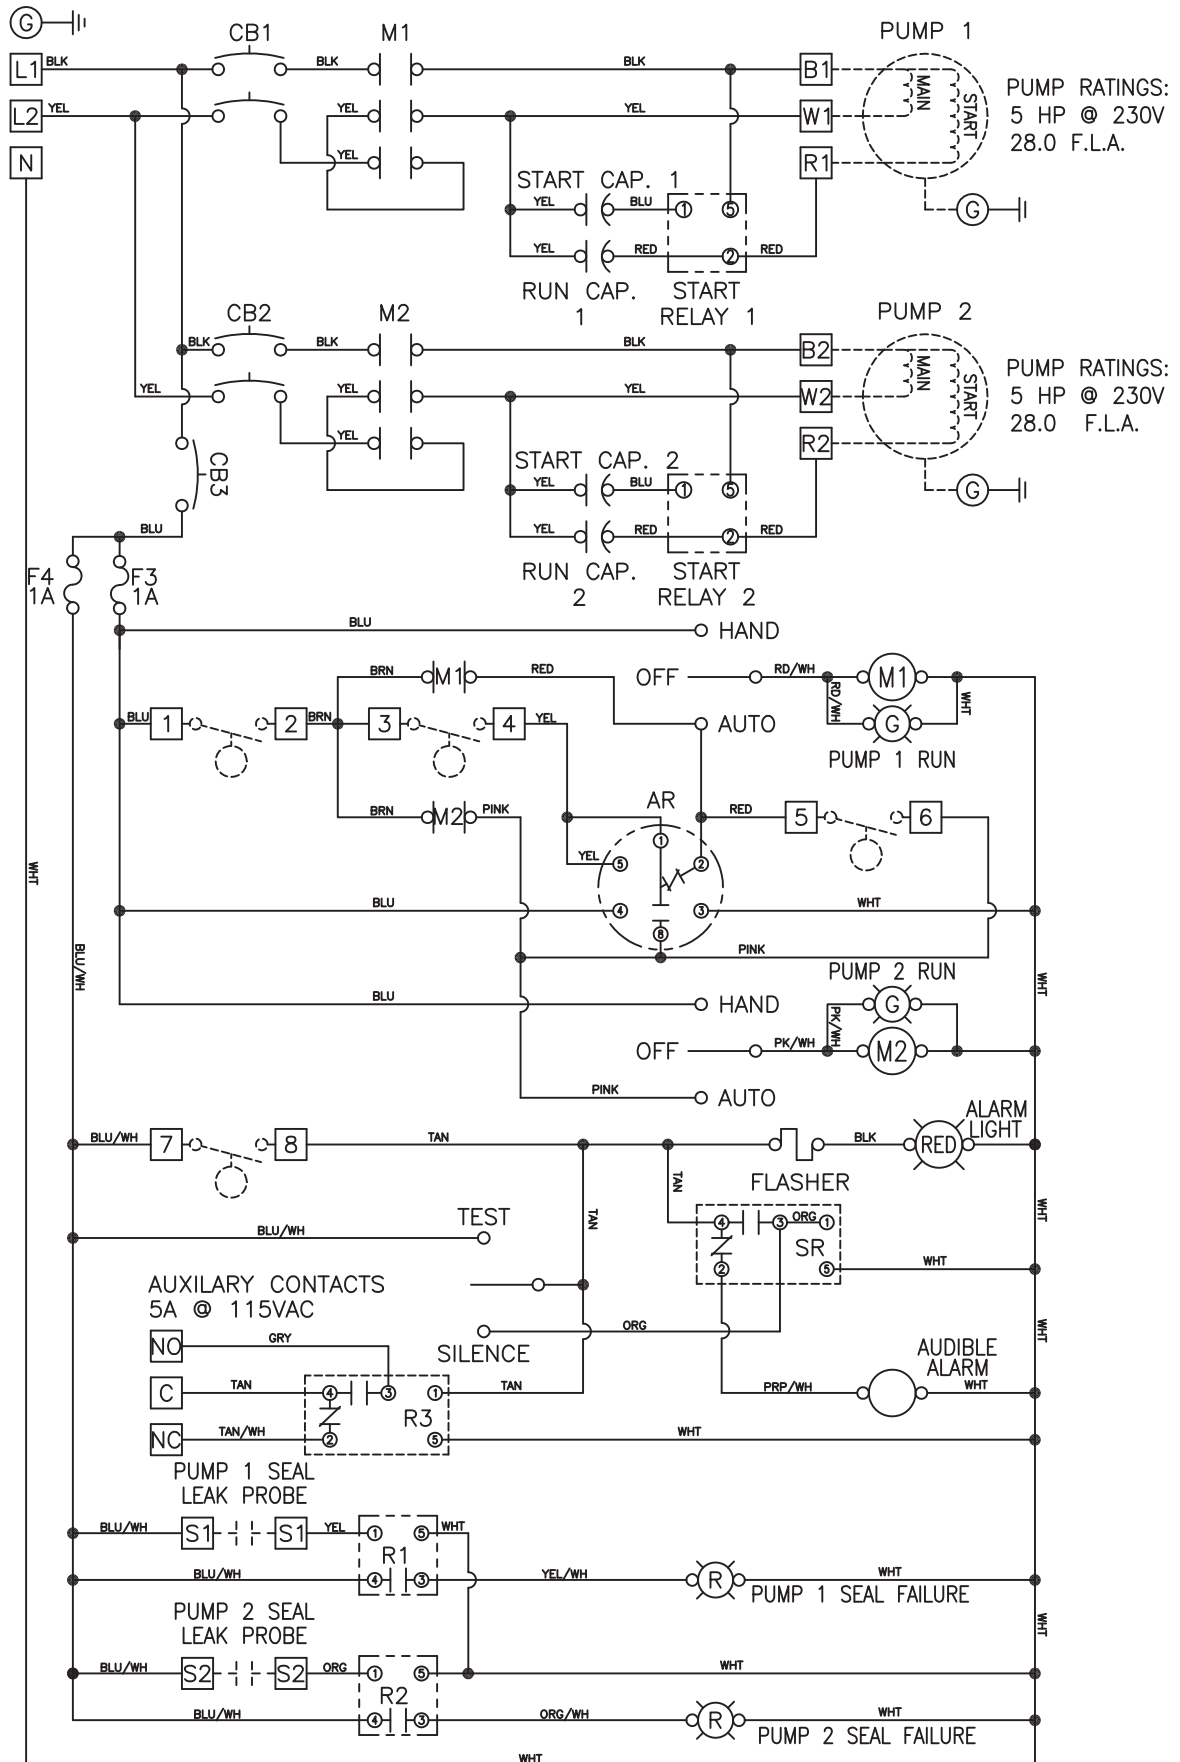 G
CB1
M1
PUMP 1
L1
BLK
BLK
BLK
B1
MAIN
START
PUMP RATINGS:
5 HP @ 230V
28.0 F.L.A.
L2
YEL
YEL
YEL
W1
N
YEL
R1
START CAP. 1
YEL
BLU
1
5
G
YEL
RED
2
RED
RUN CAP.
1
START
RELAY 1
CB2
M2
PUMP 2
BLK
BLK
BLK
B2
MAIN
START
PUMP RATINGS:
5 HP @ 230V
28.0 F.L.A.
YEL
YEL
YEL
W2
YEL
R2
CB3
START CAP. 2
YEL
BLU
1
5
G
BLU
YEL
RED
2
RED
RUN CAP.
2
START
RELAY 2
F4
1A
F3
1A
BLU
HAND
BRN
M1
RED
OFF
RD/WH
M1
RD/WH
WHT
BLU
1
2
BRN
3
4
YEL
AUTO
G
PUMP 1 RUN
BRN
M2
PINK
AR
RED
5
6
1
YEL
5
2
WHT
BLU
4
3
WHT
8
BLU/WH
PINK
PUMP 2 RUN
WHT
BLU
HAND
G
PK/WH
OFF
PK/WH
M2
PINK
AUTO
ALARM
LIGHT
BLU/WH
7
8
TAN
BLK
RED
TAN
FLASHER
TEST
TAN
WHT
BLU/WH
4
3
ORG
1
SR
2
5
WHT
AUXILARY CONTACTS
5A @ 115VAC
NO
GRY
SILENCE
ORG
WHT
AUDIBLE
ALARM
C
TAN
4
3
1
TAN
PRP/WH
WHT
R3
NC
TAN/WH
2
5
WHT
PUMP 1 SEAL
LEAK PROBE
BLU/WH
S1
S1
YEL
1
5
WHT
R1
BLU/WH
4
3
YEL/WH
R
WHT
PUMP 1 SEAL FAILURE
PUMP 2 SEAL
LEAK PROBE
WHT
BLU/WH
S2
S2
ORG
1
5
WHT
R2
BLU/WH
4
3
ORG/WH
R
WHT
PUMP 2 SEAL FAILURE
WHT